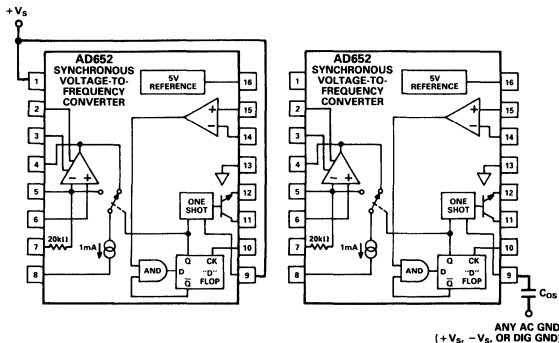 +VS
AD652
SYNCHRONOUS
VOLTAGE-TO-
FREQUENCY
CONVERTER
5V
REFERENCE
1
2
3
4
5
6
7
8
16
15
14
13
12
11
10
9
+
−
− +
20kΩ
1mA
ONE
SHOT
AND
Q CK
D "D"
FLOP
Q̅
AD652
SYNCHRONOUS
VOLTAGE-TO-
FREQUENCY
CONVERTER
5V
REFERENCE
1
2
3
4
5
6
7
8
16
15
14
13
12
11
10
9
+
−
− +
20kΩ
1mA
ONE
SHOT
AND
Q CK
D "D"
FLOP
Q̅
COS
ANY AC GND
(+VS, −VS, OR DIG GND)